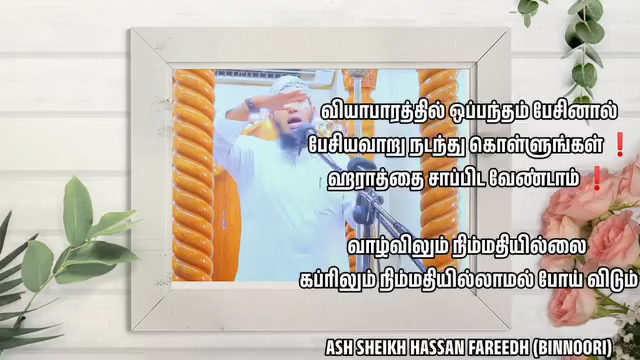 வியாபாரத்தில் ஒப்பந்தம் பேசினால்
பேசியவாறு நடந்து கொள்ளுங்கள் ❗
ஹராத்தை சாப்பிட வேண்டாம் ❗
வாழ்விலும் நிம்மதியில்லை
கப்ரிலும் நிம்மதியில்லாமல் போய் விடும்
ASH SHEIKH HASSAN FAREEDH (BINNOORI)